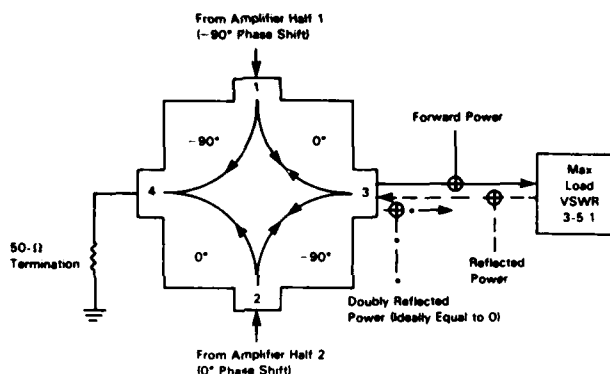 From Amplifier Half 1
(−90° Phase Shift)
1
−90°
0°
Forward Power
4
3
Max
Load
VSWR
3-5 1
50-Ω
Termination
0°
−90°
Reflected
Power
2
Doubly Reflected
Power (Ideally Equal to 0)
From Amplifier Half 2
(0° Phase Shift)